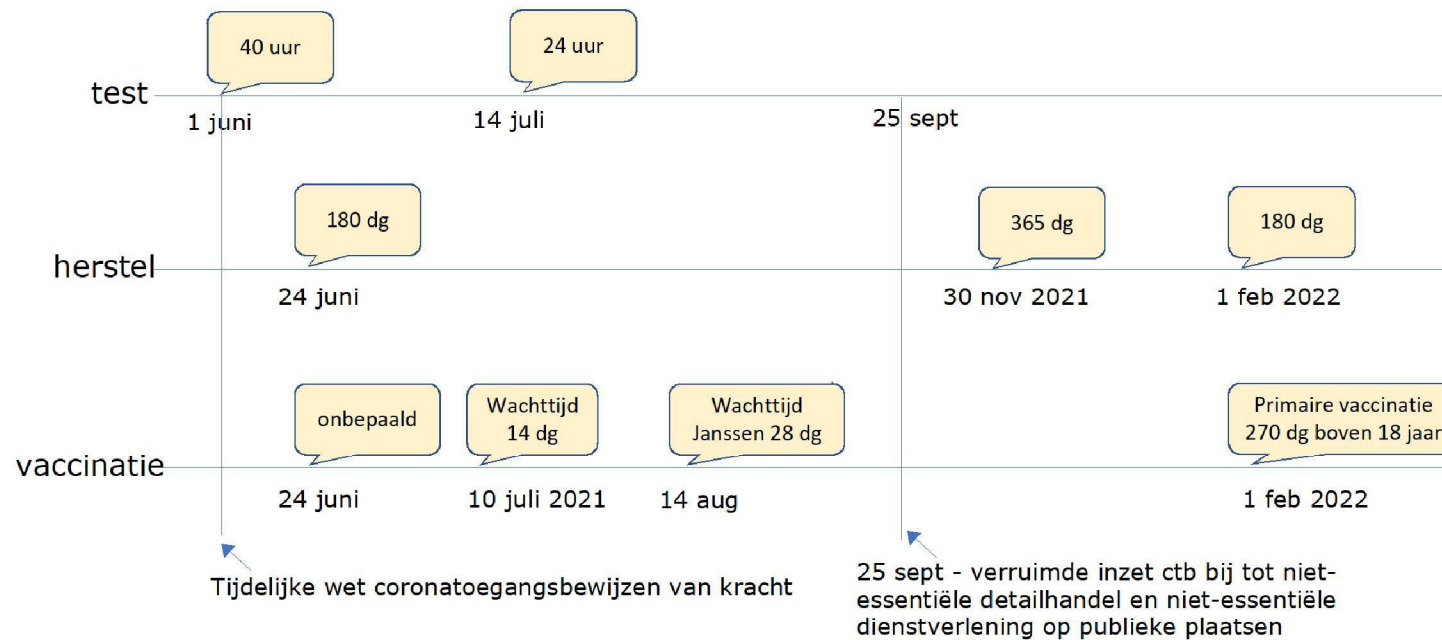 40 uur
24 uur
test
1 juni
14 juli
25 sept
180 dg
365 dg
180 dg
herstel
24 juni
30 nov 2021
1 feb 2022
onbepaald
Wachttijd
14 dg
Wachttijd
Janssen 28 dg
Primaire vaccinatie
270 dg boven 18 jaar
vaccinatie
24 juni
10 juli 2021
14 aug
1 feb 2022
Tijdelijke wet coronatoegangsbewijzen van kracht
25 sept - verruimde inzet ctb bij tot niet-
essentiële detailhandel en niet-essentiële
dienstverlening op publieke plaatsen